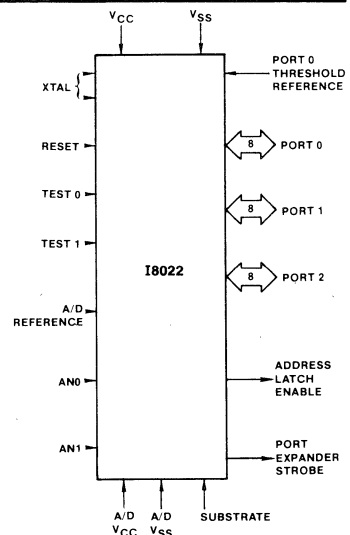 VCC
VSS
XTAL
PORT 0
THRESHOLD
REFERENCE
RESET
8
PORT 0
TEST 0
8
PORT 1
TEST 1
8
PORT 2
I8022
A/D
REFERENCE
ADDRESS
LATCH
ENABLE
AN0
AN1
PORT
EXPANDER
STROBE
A/D
VCC
A/D
VSS
SUBSTRATE